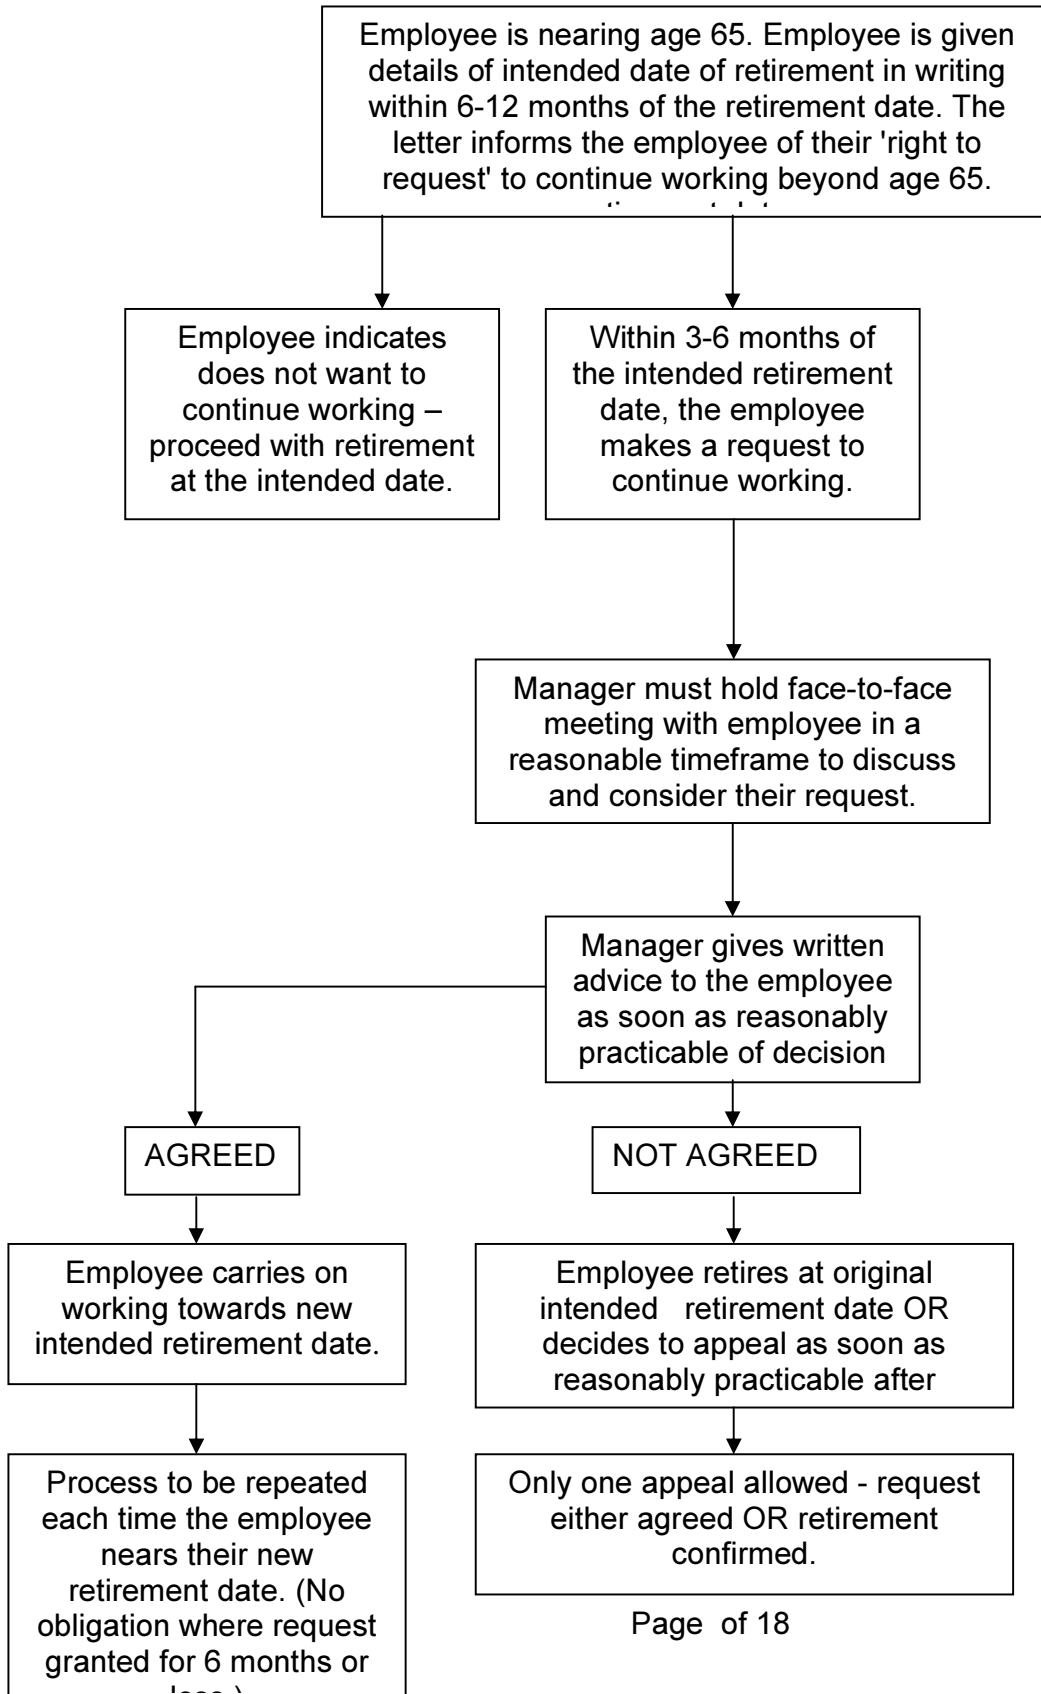 Employee is nearing age 65. Employee is given
details of intended date of retirement in writing
within 6-12 months of the retirement date. The
letter informs the employee of their 'right to
request' to continue working beyond age 65.
Employee indicates
does not want to
continue working –
proceed with retirement
at the intended date.
Within 3-6 months of
the intended retirement
date, the employee
makes a request to
continue working.
Manager must hold face-to-face
meeting with employee in a
reasonable timeframe to discuss
and consider their request.
Manager gives written
advice to the employee
as soon as reasonably
practicable of decision
AGREED
NOT AGREED
Employee carries on
working towards new
intended retirement date.
Employee retires at original
intended retirement date OR
decides to appeal as soon as
reasonably practicable after
Process to be repeated
each time the employee
nears their new
retirement date. (No
obligation where request
granted for 6 months or
Only one appeal allowed - request
either agreed OR retirement
confirmed.
Page of 18